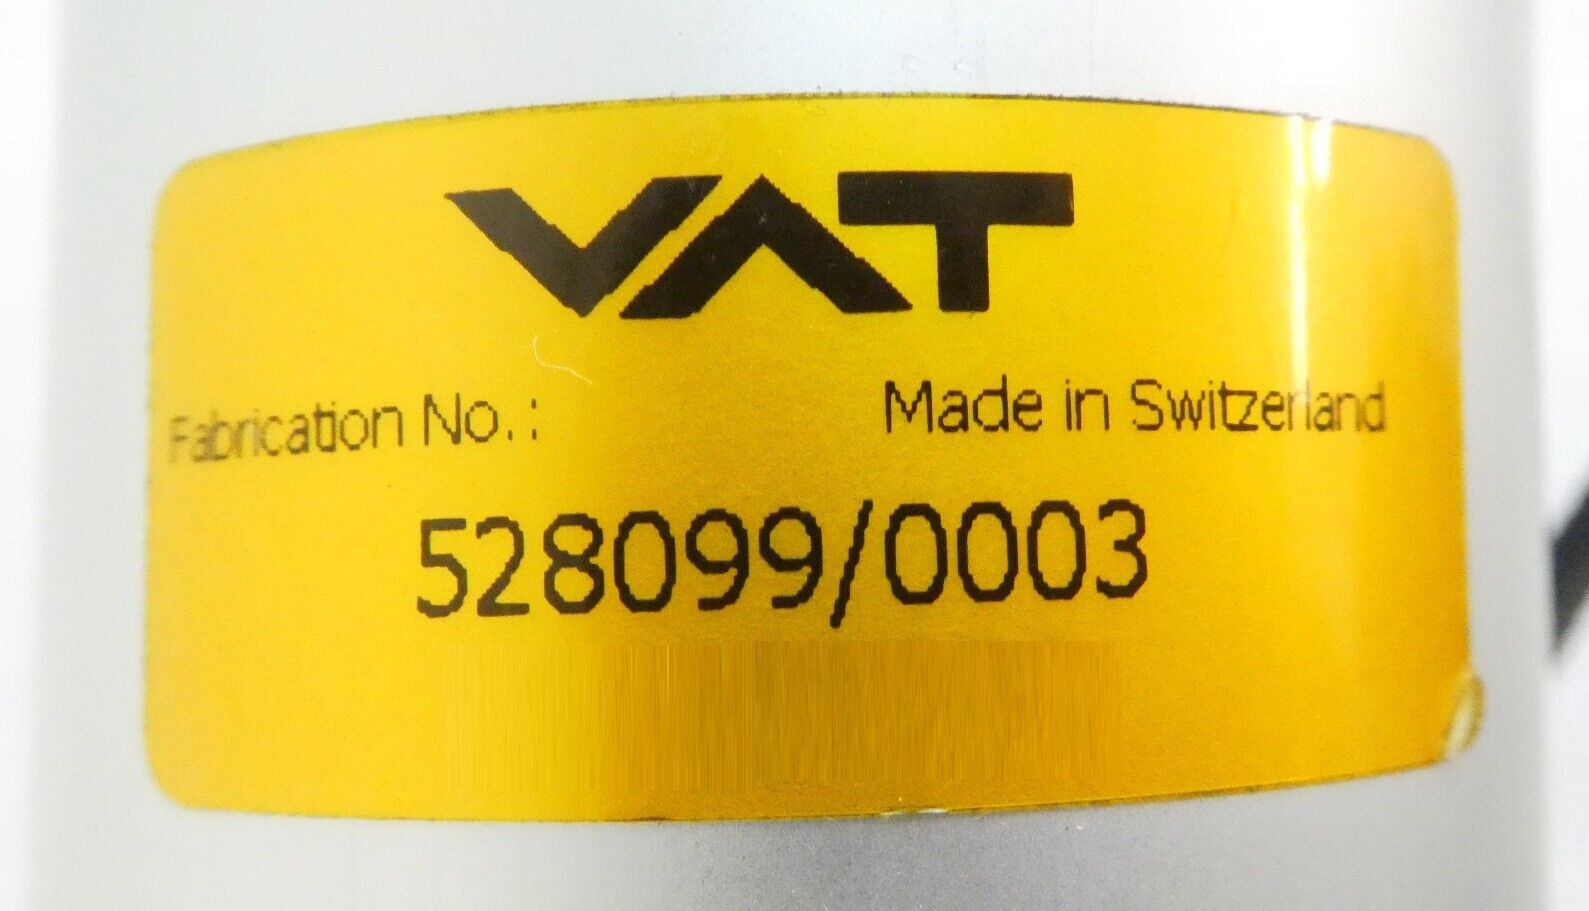 VAT
Fabrication No.: Made in Switzerland
528099/0003